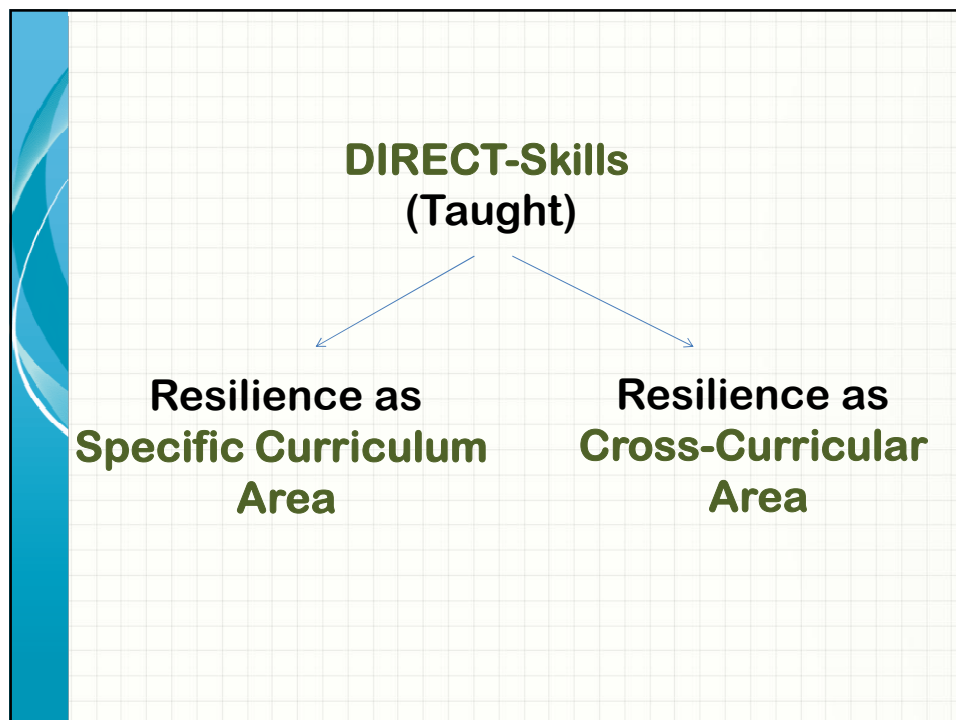 DIRECT-Skills
(Taught)
Resilience as
Specific Curriculum
Area
Resilience as
Cross-Curricular
Area